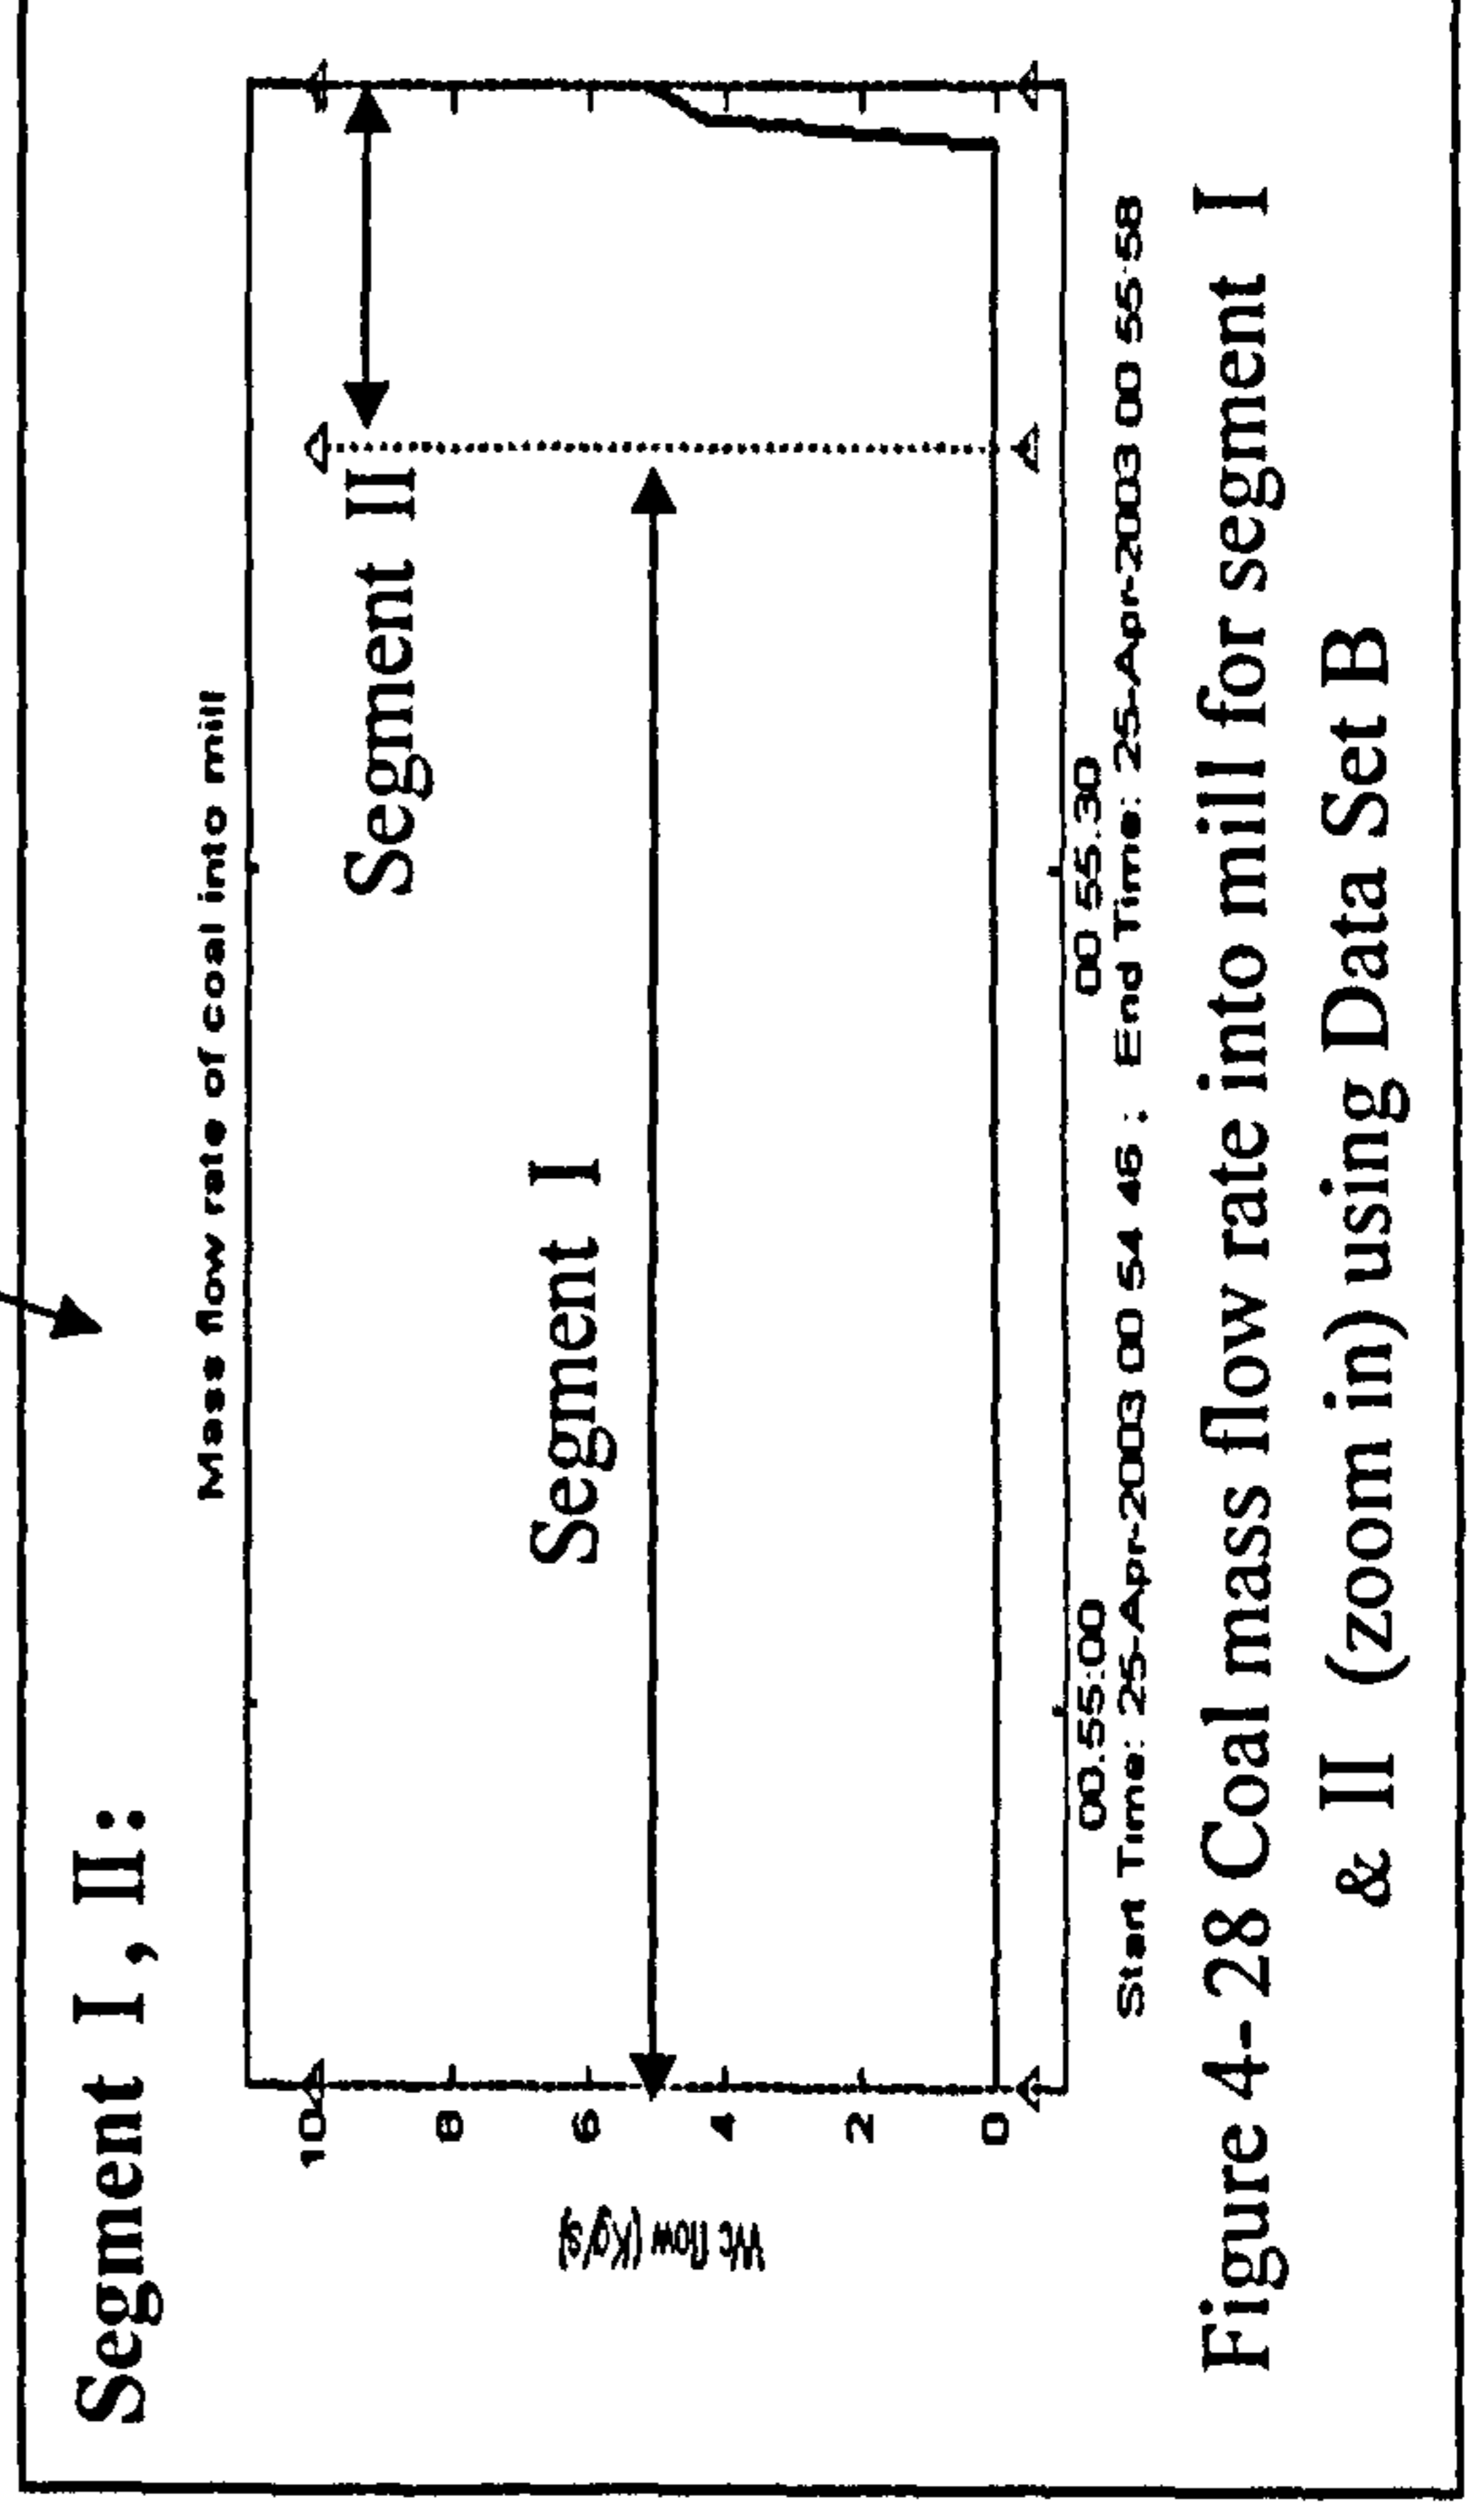 Segment I, II:
Mass flow rate of coal into mill
Segment II
Segment I
10
8
6
4
2
0
00:55:00 00:55:30
Start Time: 25-Apr-2003 00 54 46 : End Time: 25-Apr-2003 00 55:58
Figure 4- 28 Coal mass flow rate into mill for segment I
& II (zoom in) using Data Set B